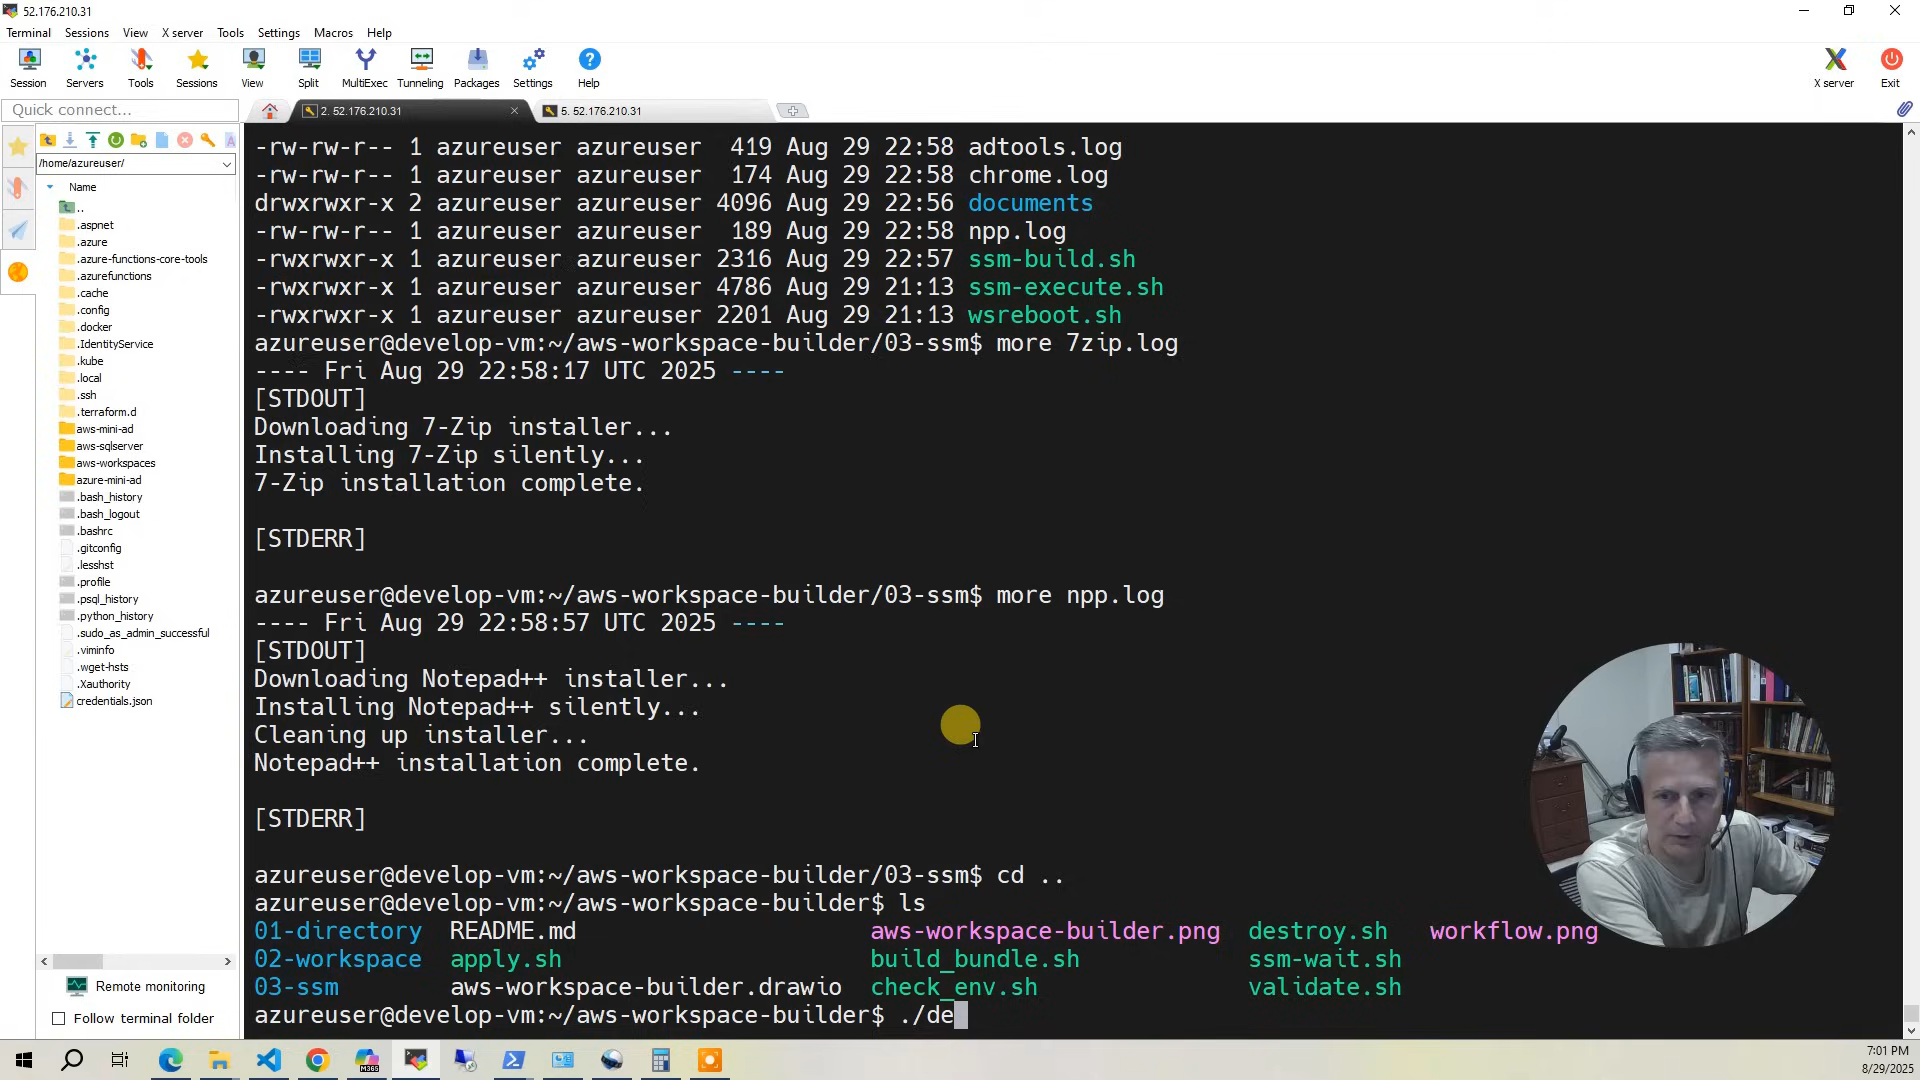 52.176.210.31
Terminal Sessions View X server Tools Settings Macros Help
Session Servers Tools Sessions View Split MultiExec Tunneling Packages Settings Help X server Exit
Quick connect...
2. 52.176.210.31
5. 52.176.210.31
/home/azureuser/
Name
..
.aspnet
.azure
.azure-functions-core-tools
.azurefunctions
.cache
.config
.docker
.IdentityService
.kube
.local
.ssh
.terraform.d
aws-mini-ad
aws-sqlserver
aws-workspaces
azure-mini-ad
.bash_history
.bash_logout
.bashrc
.gitconfig
.lesshst
.profile
.psql_history
.python_history
.sudo_as_admin_successful
.viminfo
.wget-hsts
.Xauthority
credentials.json
Remote monitoring
Follow terminal folder
-rw-rw-r-- 1 azureuser azureuser  419 Aug 29 22:58 adtools.log
-rw-rw-r-- 1 azureuser azureuser  174 Aug 29 22:58 chrome.log
drwxrwxr-x 2 azureuser azureuser 4096 Aug 29 22:56 documents
-rw-rw-r-- 1 azureuser azureuser  189 Aug 29 22:58 npp.log
-rwxrwxr-x 1 azureuser azureuser 2316 Aug 29 22:57 ssm-build.sh
-rwxrwxr-x 1 azureuser azureuser 4786 Aug 29 21:13 ssm-execute.sh
-rwxrwxr-x 1 azureuser azureuser 2201 Aug 29 21:13 wsreboot.sh
azureuser@develop-vm:~/aws-workspace-builder/03-ssm$ more 7zip.log
---- Fri Aug 29 22:58:17 UTC 2025 ----
[STDOUT]
Downloading 7-Zip installer...
Installing 7-Zip silently...
7-Zip installation complete.
[STDERR]
azureuser@develop-vm:~/aws-workspace-builder/03-ssm$ more npp.log
---- Fri Aug 29 22:58:57 UTC 2025 ----
[STDOUT]
Downloading Notepad++ installer...
Installing Notepad++ silently...
Cleaning up installer...
Notepad++ installation complete.
[STDERR]
azureuser@develop-vm:~/aws-workspace-builder/03-ssm$ cd ..
azureuser@develop-vm:~/aws-workspace-builder$ ls
01-directory README.md aws-workspace-builder.png destroy.sh workflow.png
02-workspace apply.sh build_bundle.sh ssm-wait.sh
03-ssm aws-workspace-builder.drawio check_env.sh validate.sh
azureuser@develop-vm:~/aws-workspace-builder$ ./de
M365
7:01 PM
8/29/2025